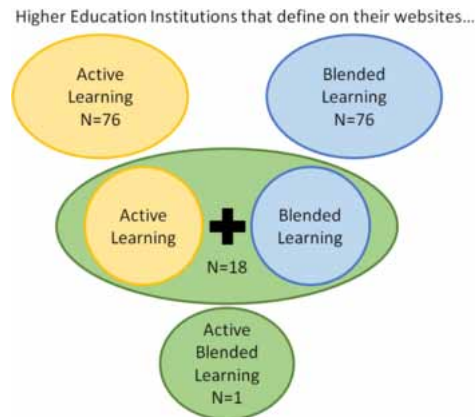 Higher Education Institutions that define on their websites...
Active
Learning
N=76
Blended
Learning
N=76
Active
Learning
Blended
Learning
N=18
Active
Blended
Learning
N=1